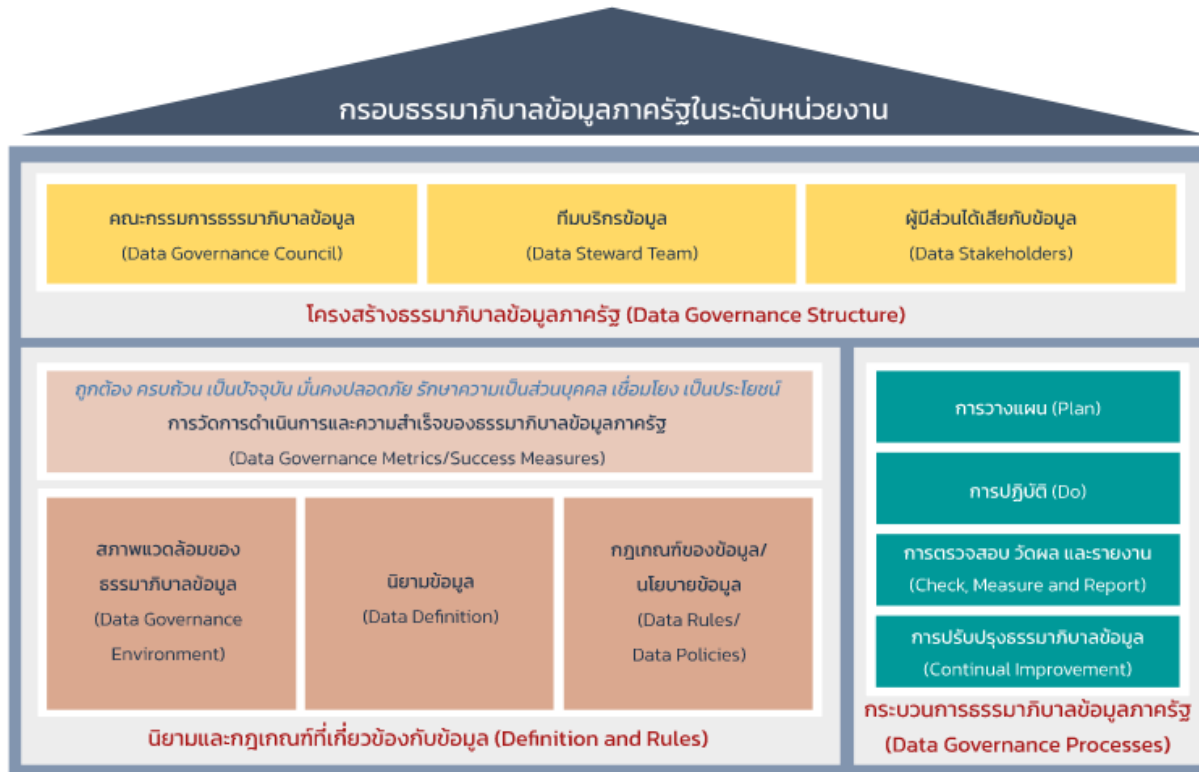 กรอบธรรมาภิบาลข้อมูลภาครัฐในระดับหน่วยงาน
คณะกรรมการธรรมาภิบาลข้อมูล
(Data Governance Council)
ทีมบริกรข้อมูล
(Data Steward Team)
ผู้มีส่วนได้เสียกับข้อมูล
(Data Stakeholders)
โครงสร้างธรรมาภิบาลข้อมูลภาครัฐ (Data Governance Structure)
ถูกต้อง ครบถ้วน เป็นปัจจุบัน มั่นคงปลอดภัย รักษาความเป็นส่วนบุคคล เชื่อมโยง เป็นประโยชน์
การวัดการดำเนินการและความสำเร็จของธรรมาภิบาลข้อมูลภาครัฐ
(Data Governance Metrics/Success Measures)
สภาพแวดล้อมของ
ธรรมาภิบาลข้อมูล
(Data Governance
Environment)
นิยามข้อมูล
(Data Definition)
กฎเกณฑ์ของข้อมูล/
นโยบายข้อมูล
(Data Rules/
Data Policies)
นิยามและกฎเกณฑ์ที่เกี่ยวข้องกับข้อมูล (Definition and Rules)
การวางแผน (Plan)
การปฏิบัติ (Do)
การตรวจสอบ วัดผล และรายงาน
(Check, Measure and Report)
การปรับปรุงธรรมาภิบาลข้อมูล
(Continual Improvement)
กระบวนการธรรมาภิบาลข้อมูลภาครัฐ
(Data Governance Processes)